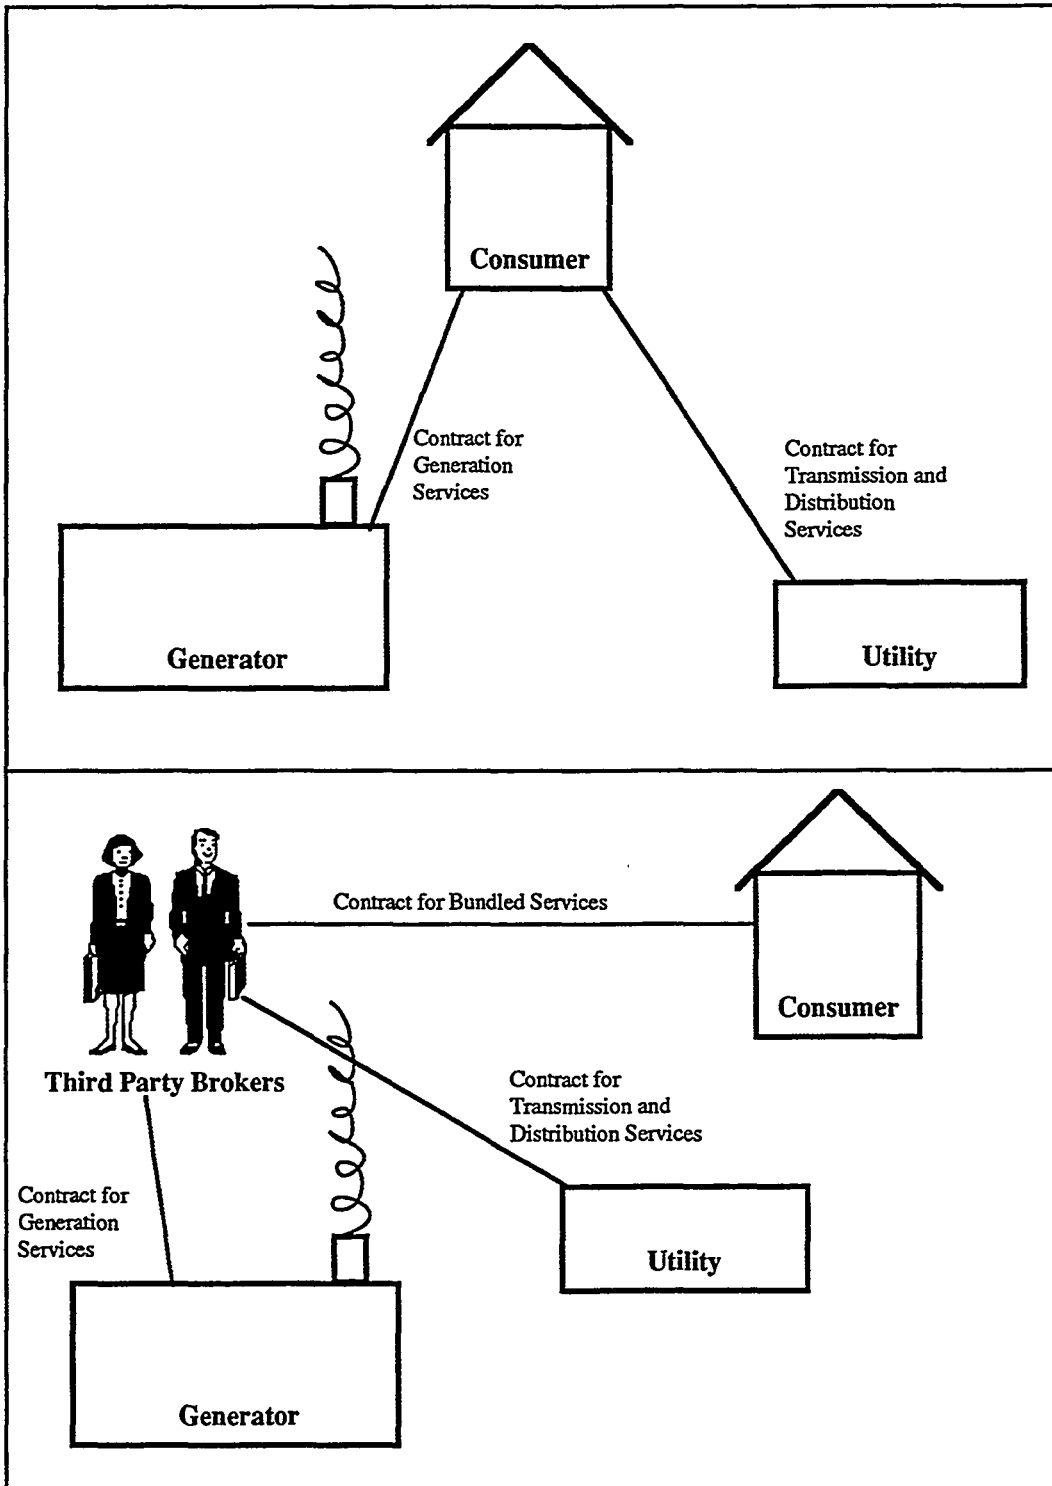 Consumer
Contract for
Generation
Services
Contract for
Transmission and
Distribution
Services
Generator
Utility
Contract for Bundled Services
Consumer
Third Party Brokers
Contract for
Transmission and
Distribution Services
Contract for
Generation
Services
Utility
Generator